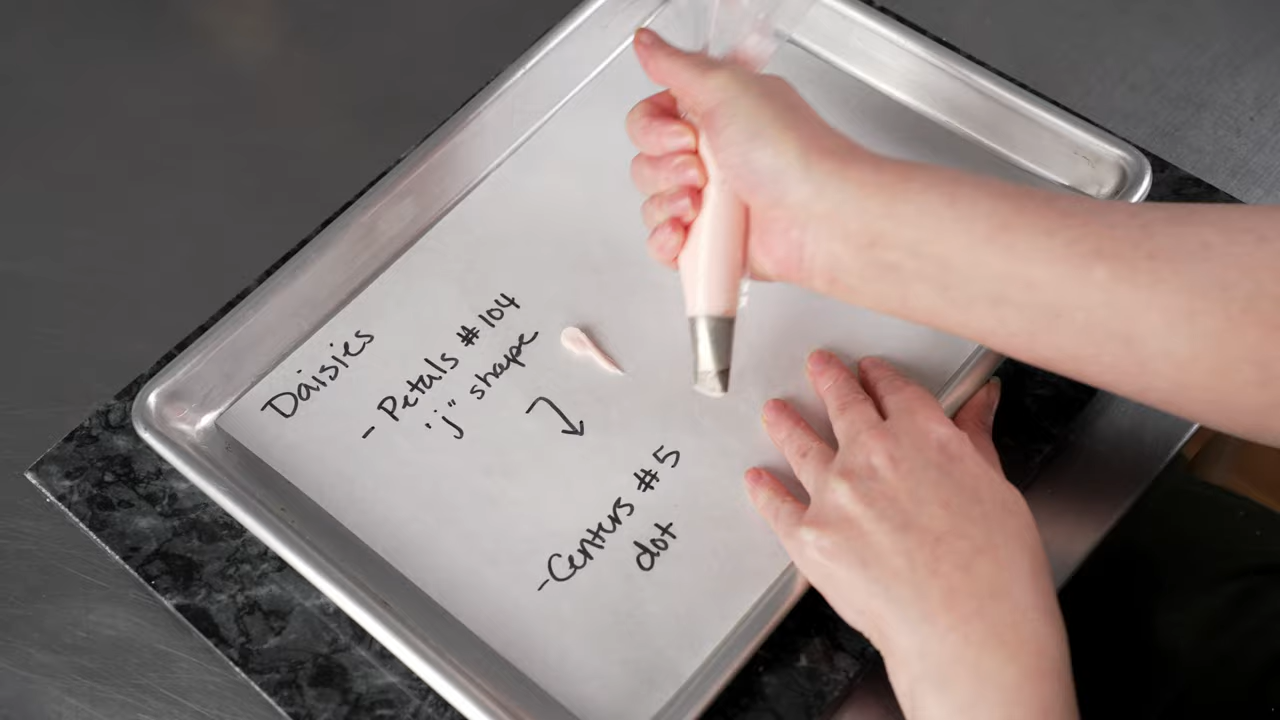 Daisies
- Petals #104
'j" shape
- Centers #5
dot